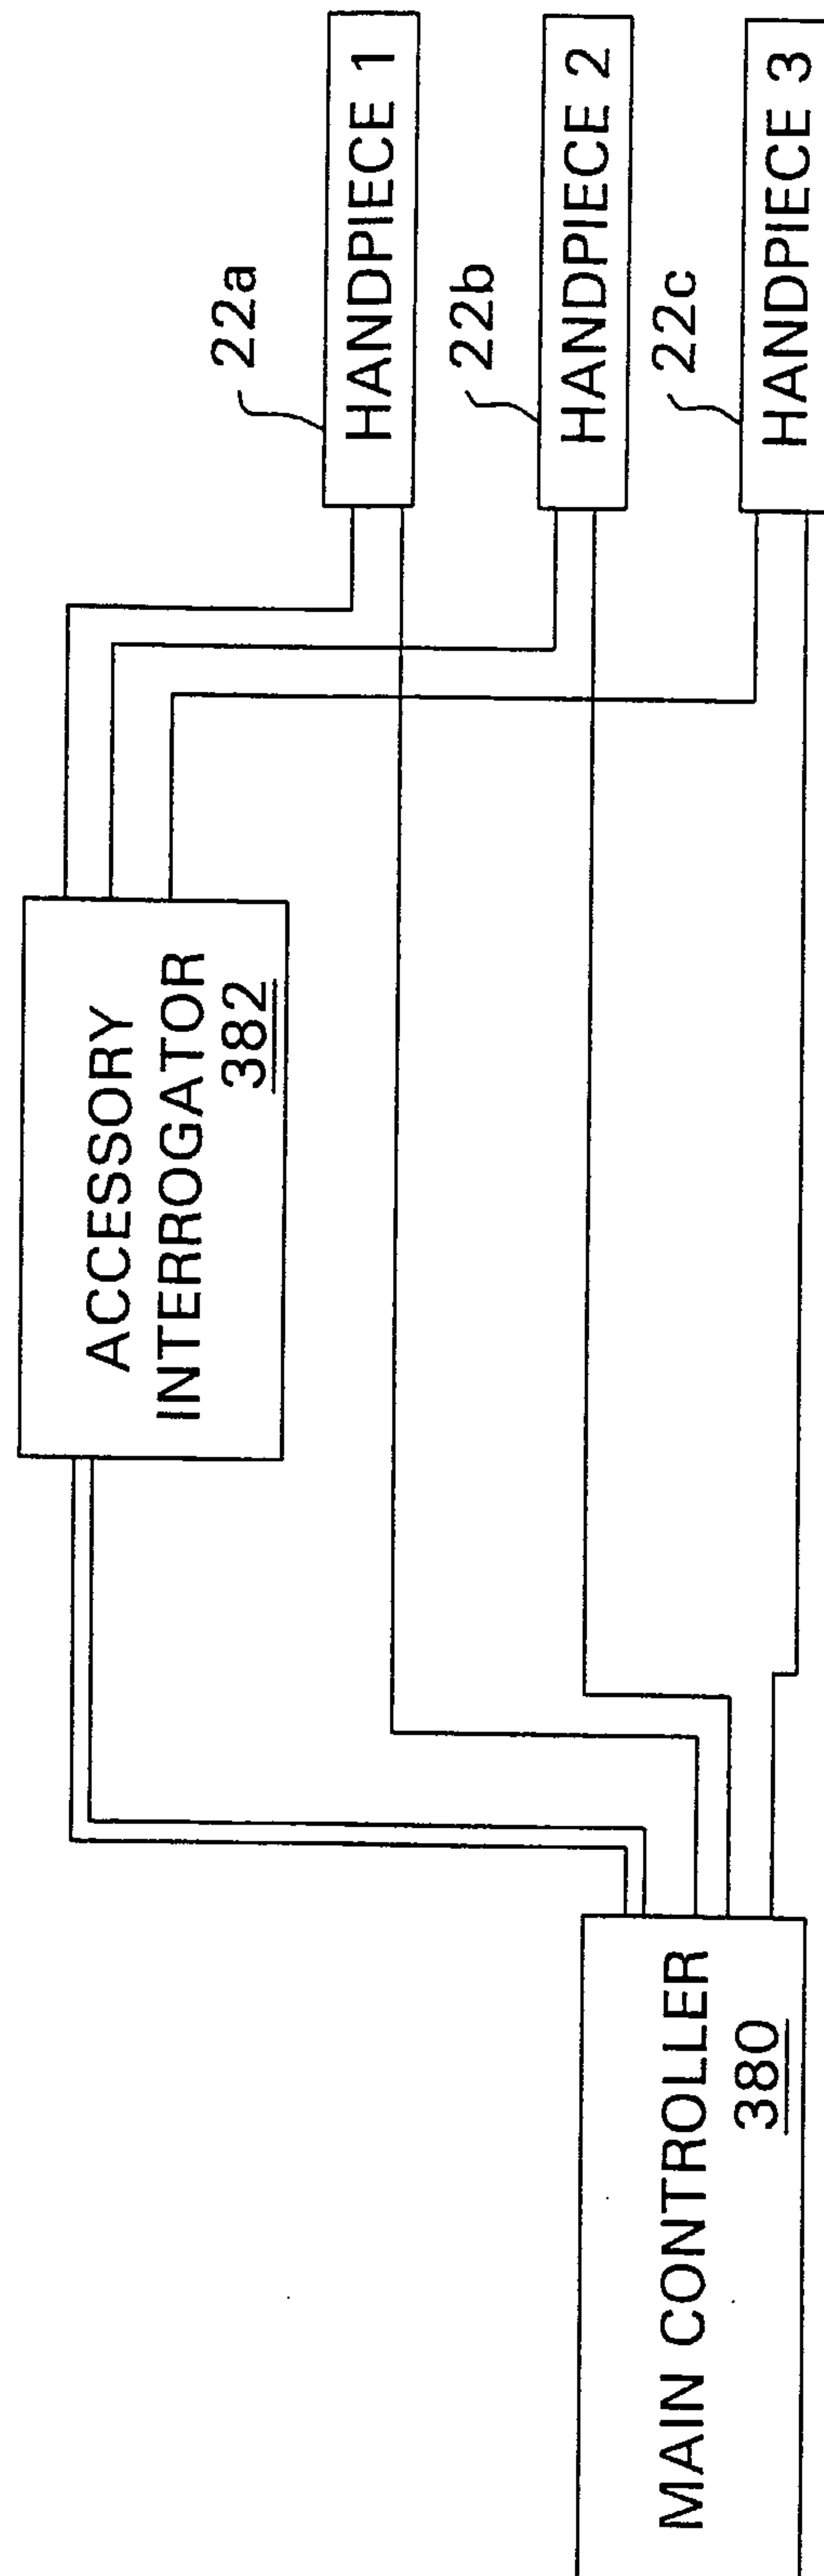 ACCESSORY
INTERROGATOR
382
22a
HANDPIECE 1
22b
HANDPIECE 2
22c
HANDPIECE 3
MAIN CONTROLLER
380